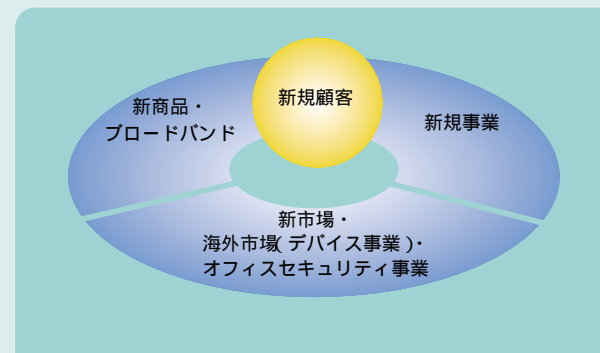 新規顧客
新商品・
ブロードバンド
新規事業
新市場・
海外市場(デバイス事業)・
オフィスセキュリティ事業